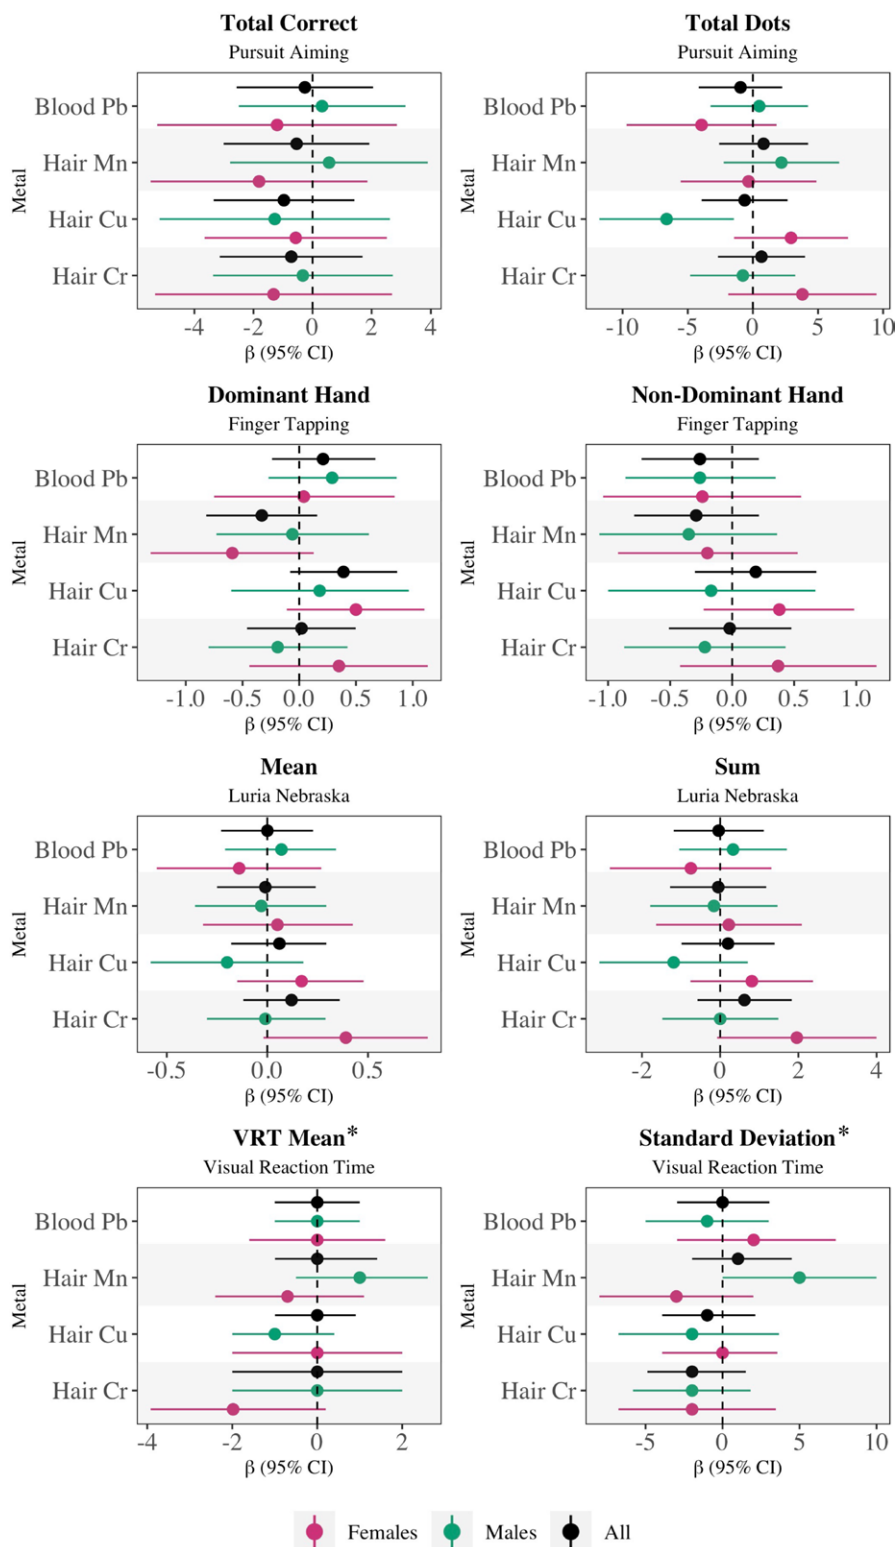 Total Correct
Pursuit Aiming
Metal
Blood Pb
Hair Mn
Hair Cu
Hair Cr
-4 -2 0 2 4
β (95% CI)
Total Dots
Pursuit Aiming
Metal
Blood Pb
Hair Mn
Hair Cu
Hair Cr
-10 -5 0 5 10
β (95% CI)
Dominant Hand
Finger Tapping
Metal
Blood Pb
Hair Mn
Hair Cu
Hair Cr
-1.0 -0.5 0.0 0.5 1.0
β (95% CI)
Non-Dominant Hand
Finger Tapping
Metal
Blood Pb
Hair Mn
Hair Cu
Hair Cr
-1.0 -0.5 0.0 0.5 1.0
β (95% CI)
Mean
Luria Nebraska
Metal
Blood Pb
Hair Mn
Hair Cu
Hair Cr
-0.5 0.0 0.5
β (95% CI)
Sum
Luria Nebraska
Metal
Blood Pb
Hair Mn
Hair Cu
Hair Cr
-2 0 2 4
β (95% CI)
VRT Mean*
Visual Reaction Time
Metal
Blood Pb
Hair Mn
Hair Cu
Hair Cr
-4 -2 0 2
β (95% CI)
Standard Deviation*
Visual Reaction Time
Metal
Blood Pb
Hair Mn
Hair Cu
Hair Cr
-5 0 5 10
β (95% CI)
Females Males All